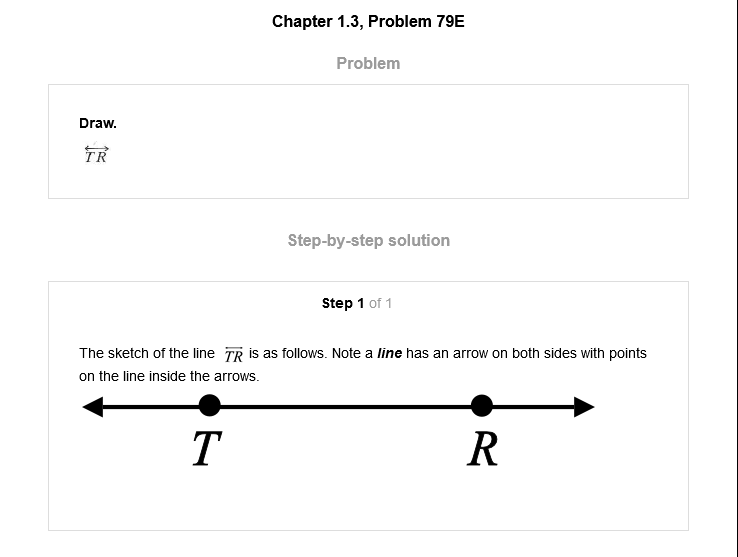 Chapter 1.3, Problem 79E
Problem
Draw.
TR
Step-by-step solution
Step 1 of 1
The sketch of the line TR is as follows. Note a line has an arrow on both sides with points
on the line inside the arrows.
T R